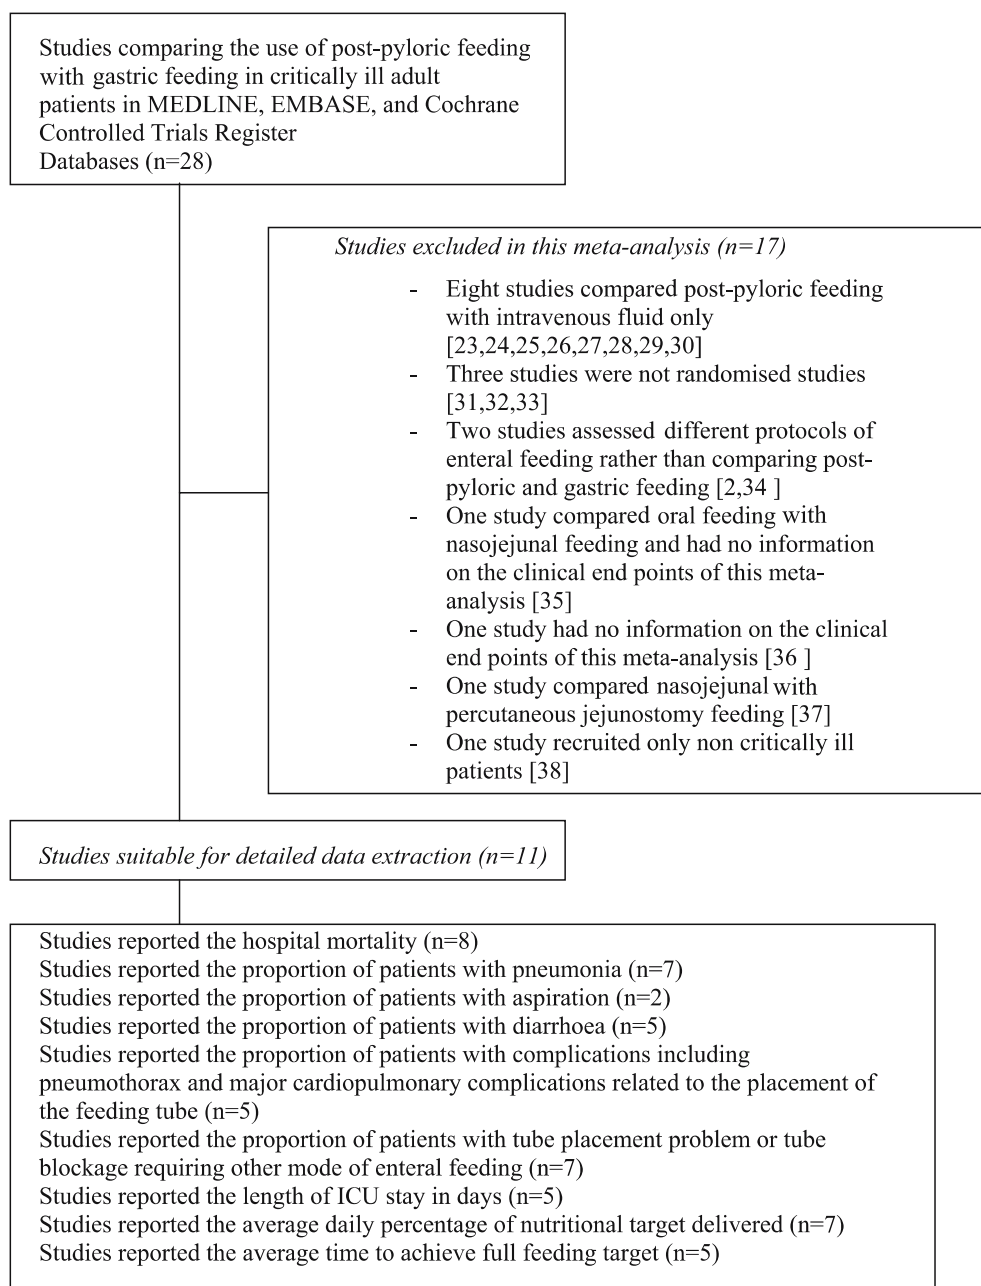 Studies comparing the use of post-pyloric feeding
with gastric feeding in critically ill adult
patients in MEDLINE, EMBASE, and Cochrane
Controlled Trials Register
Databases (n=28)
Studies excluded in this meta-analysis (n=17)
- Eight studies compared post-pyloric feeding
with intravenous fluid only
[23,24,25,26,27,28,29,30]
- Three studies were not randomised studies
[31,32,33]
- Two studies assessed different protocols of
enteral feeding rather than comparing post-
pyloric and gastric feeding [2,34 ]
- One study compared oral feeding with
nasojejunal feeding and had no information
on the clinical end points of this meta-
analysis [35]
- One study had no information on the clinical
end points of this meta-analysis [36 ]
- One study compared nasojejunal with
percutaneous jejunostomy feeding [37]
- One study recruited only non critically ill
patients [38]
Studies suitable for detailed data extraction (n=11)
Studies reported the hospital mortality (n=8)
Studies reported the proportion of patients with pneumonia (n=7)
Studies reported the proportion of patients with aspiration (n=2)
Studies reported the proportion of patients with diarrhoea (n=5)
Studies reported the proportion of patients with complications including
pneumothorax and major cardiopulmonary complications related to the placement of
the feeding tube (n=5)
Studies reported the proportion of patients with tube placement problem or tube
blockage requiring other mode of enteral feeding (n=7)
Studies reported the length of ICU stay in days (n=5)
Studies reported the average daily percentage of nutritional target delivered (n=7)
Studies reported the average time to achieve full feeding target (n=5)